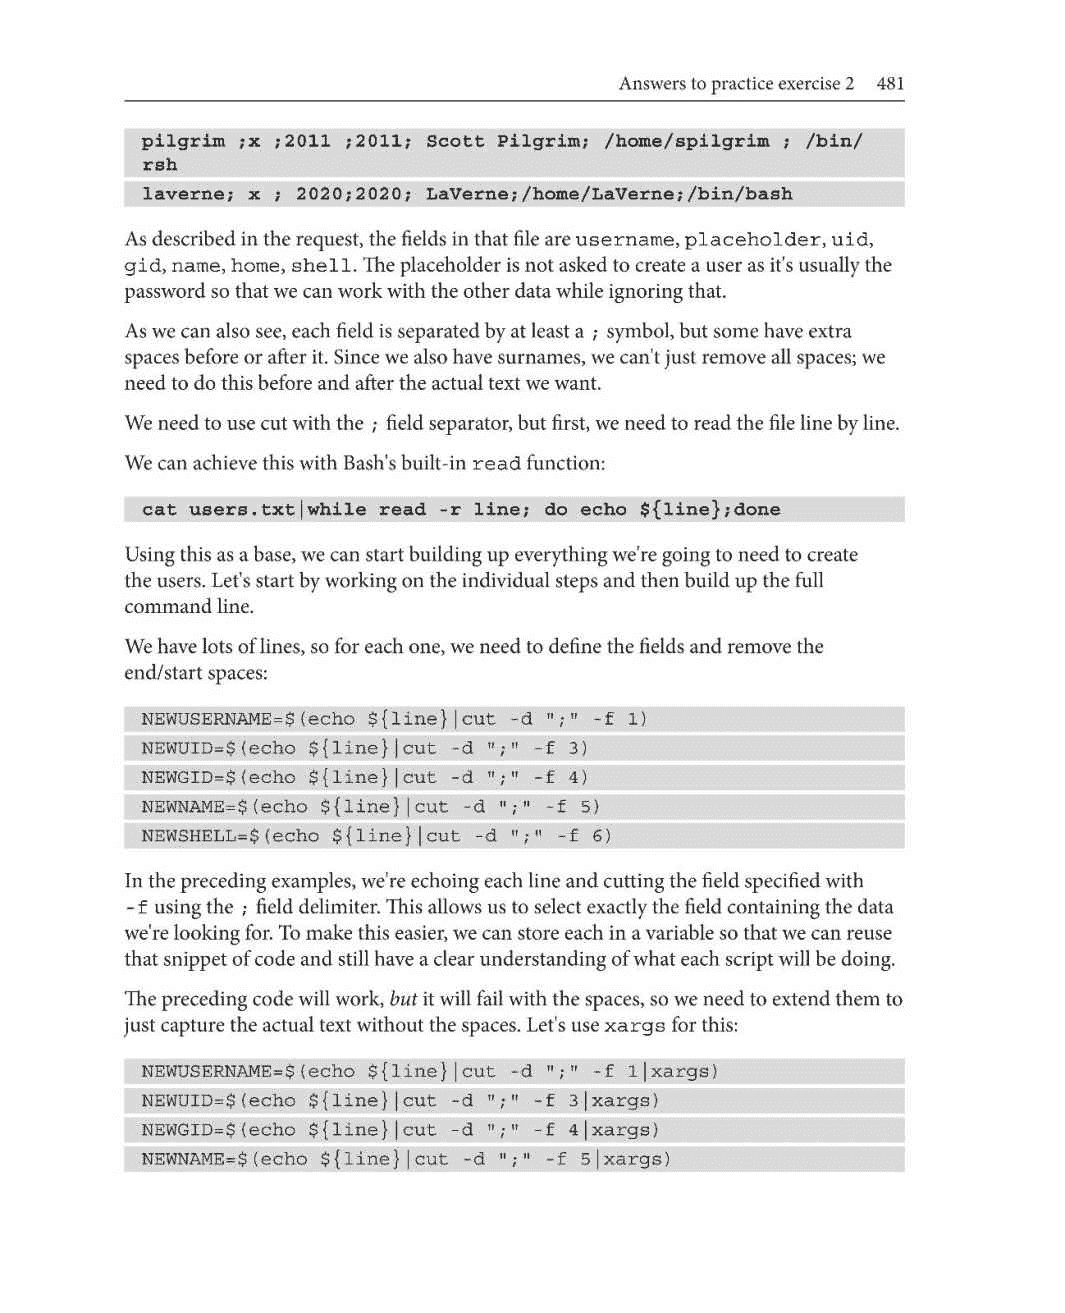 Answers to practice exercise 2 481
pilgrim ;x ;2011 ;2011; Scott Pilgrim; /home/spilgrim ; /bin/
rsh
laverne; x ; 2020;2020; LaVerne;/home/LaVerne;/bin/bash
As described in the request, the fields in that file are username, placeholder, uid,
gid, name, home, shell. The placeholder is not asked to create a user as it's usually the
password so that we can work with the other data while ignoring that.
As we can also see, each field is separated by at least a ; symbol, but some have extra
spaces before or after it. Since we also have surnames, we can't just remove all spaces; we
need to do this before and after the actual text we want.
We need to use cut with the ; field separator, but first, we need to read the file line by line.
We can achieve this with Bash's built-in read function:
cat users.txt|while read -r line; do echo ${line};done
Using this as a base, we can start building up everything we're going to need to create
the users. Let's start by working on the individual steps and then build up the full
command line.
We have lots of lines, so for each one, we need to define the fields and remove the
end/start spaces:
NEWUSERNAME=$(echo ${line}|cut -d ";" -f 1)
NEWUID=$(echo ${line}|cut -d ";" -f 3)
NEWGID=$(echo ${line}|cut -d ";" -f 4)
NEWNAME=$(echo ${line}|cut -d ";" -f 5)
NEWSHELL=$(echo ${line}|cut -d ";" -f 6)
In the preceding examples, we're echoing each line and cutting the field specified with
-f using the ; field delimiter. This allows us to select exactly the field containing the data
we're looking for. To make this easier, we can store each in a variable so that we can reuse
that snippet of code and still have a clear understanding of what each script will be doing.
The preceding code will work, but it will fail with the spaces, so we need to extend them to
just capture the actual text without the spaces. Let's use xargs for this:
NEWUSERNAME=$(echo ${line}|cut -d ";" -f 1|xargs)
NEWUID=$(echo ${line}|cut -d ";" -f 3|xargs)
NEWGID=$(echo ${line}|cut -d ";" -f 4|xargs)
NEWNAME=$(echo ${line}|cut -d ";" -f 5|xargs)